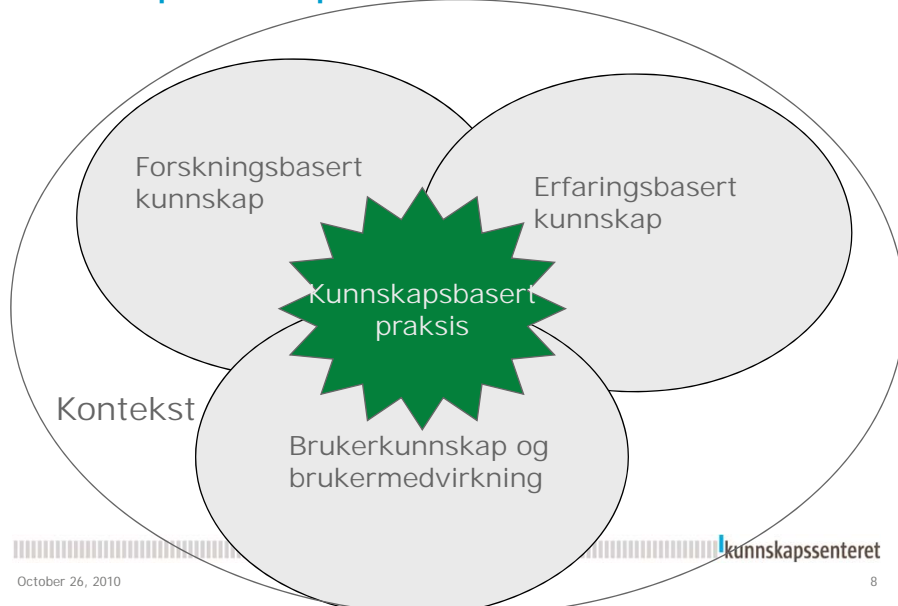 Forskningsbasert
kunnskap
Erfaringsbasert
kunnskap
Kunnskapsbasert
praksis
Kontekst
Brukerkunnskap og
brukermedvirkning
kunnskapssenteret
October 26, 2010
8